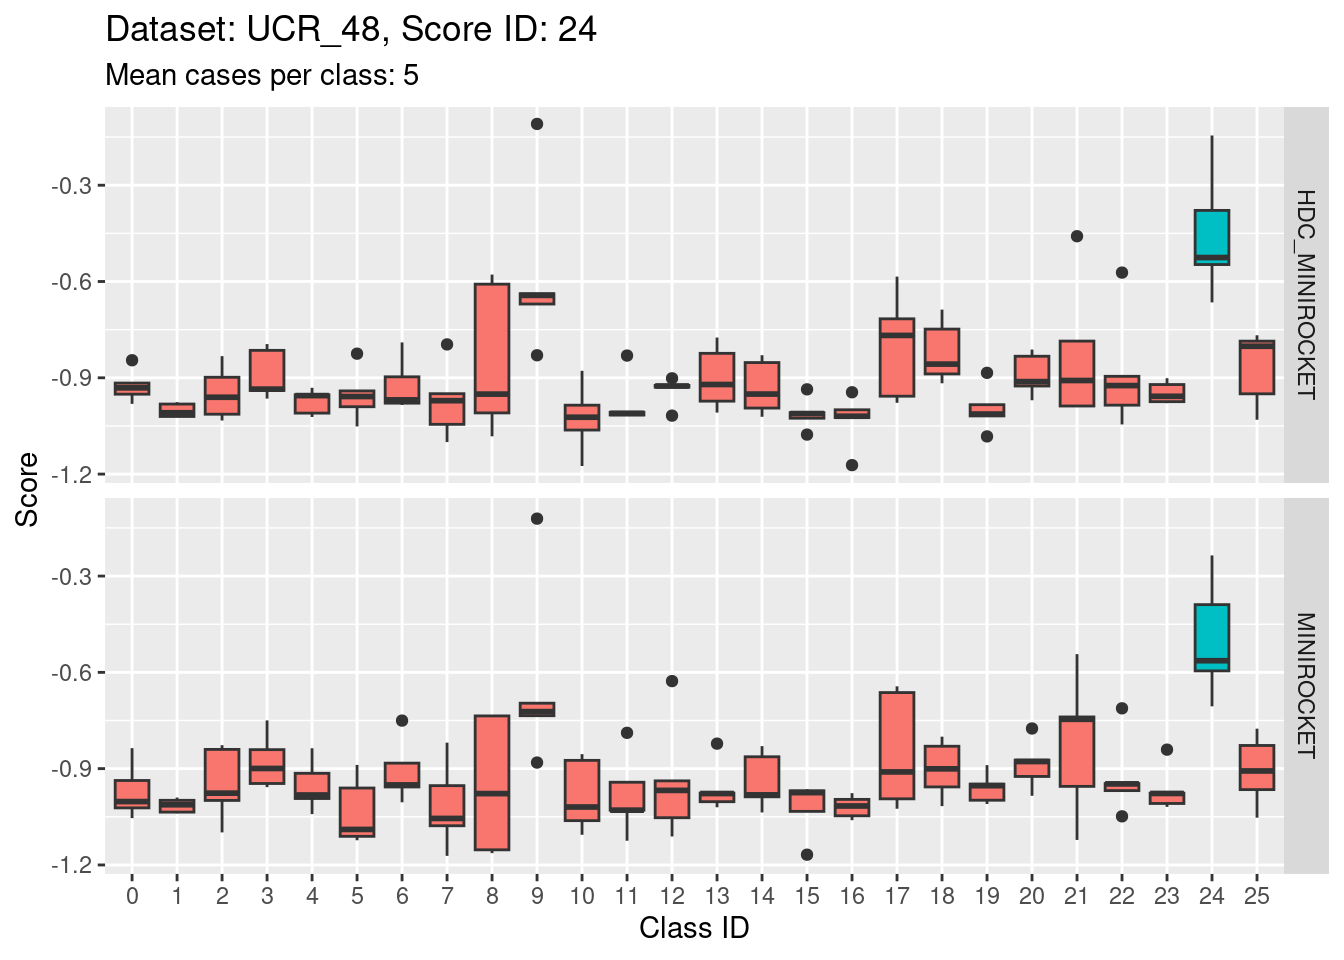 Dataset: UCR_48, Score ID: 24
Mean cases per class: 5
-0.3
-0.6
-0.9
-1.2
HDC_MINIROCKET
Score
-0.3
-0.6
-0.9
-1.2
MINIROCKET
0 1 2 3 4 5 6 7 8 9 10 11 12 13 14 15 16 17 18 19 20 21 22 23 24 25
Class ID